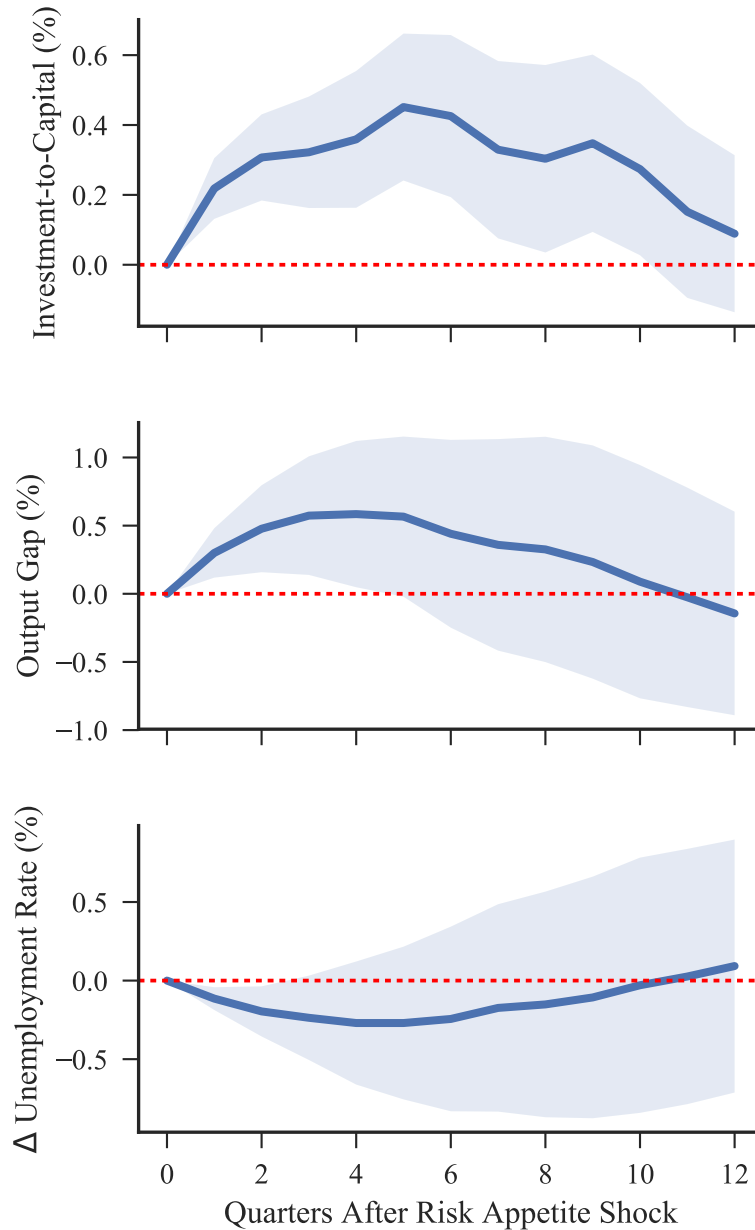 Investment-to-Capital (%)
0.6
0.4
0.2
0.0
Output Gap (%)
1.0
0.5
0.0
−0.5
−1.0
Δ Unemployment Rate (%)
0.5
0.0
−0.5
0 2 4 6 8 10 12
Quarters After Risk Appetite Shock